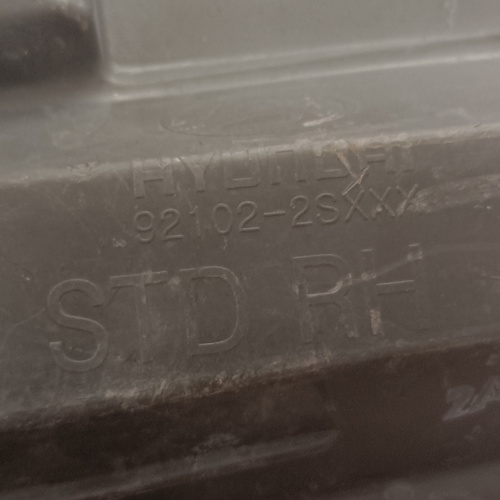 HYUNDAI
92102-2SXXX
STD RH